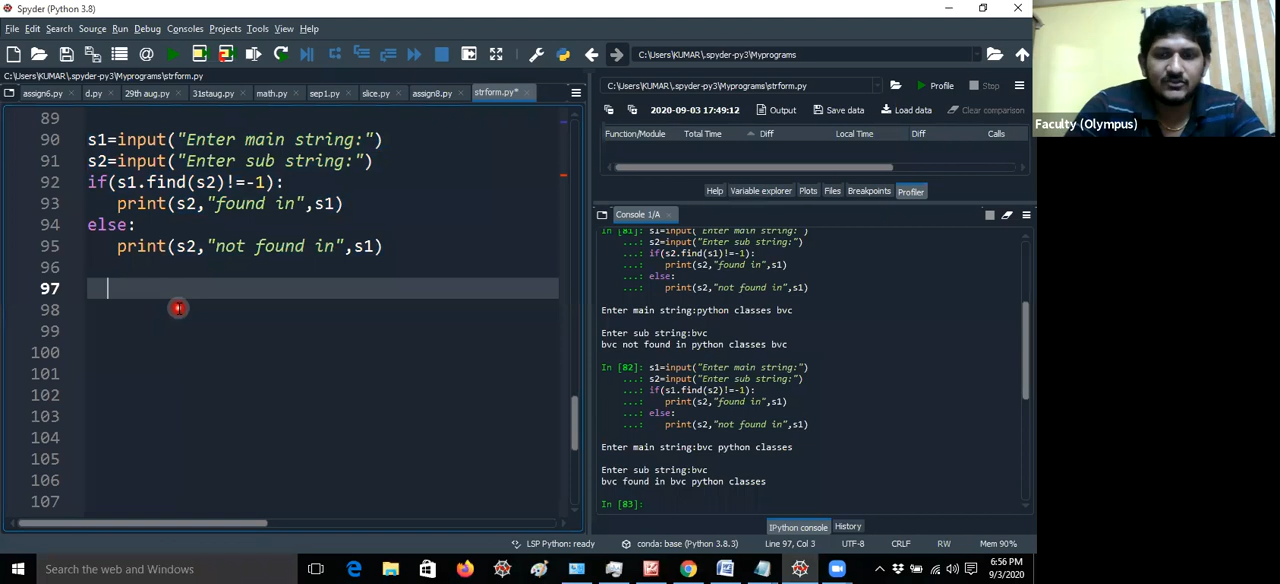 Spyder (Python 3.8)
File Edit Search Source Run Debug Consoles Projects Tools View Help
C:\Users\KUMAR\.spyder-py3\Myprograms
C:\Users\KUMAR\.spyder-py3\Myprograms\strform.py
assign6.py d.py 29th aug.py 31staug.py math.py sep1.py slice.py assign8.py strform.py*
89
90 s1=input("Enter main string:")
91 s2=input("Enter sub string:")
92 if(s1.find(s2)!=-1):
93 print(s2,"found in",s1)
94 else:
95 print(s2,"not found in",s1)
96
97
98
99
100
101
102
103
104
105
106
107
C:\Users\KUMAR\.spyder-py3\Myprograms\strform.py Profile Stop
2020-09-03 17:49:12 Output Save data Load data Clear comparison
Function/Module Total Time Diff Local Time Diff Calls
Help Variable explorer Plots Files Breakpoints Profiler
Console 1/A
In [81]: s1=input("Enter main string:")
...: s2=input("Enter sub string:")
...: if(s2.find(s1)!=-1):
...: print(s2,"found in",s1)
...: else:
...: print(s2,"not found in",s1)
Enter main string:python classes bvc
Enter sub string:bvc
bvc not found in python classes bvc
In [82]: s1=input("Enter main string:")
...: s2=input("Enter sub string:")
...: if(s1.find(s2)!=-1):
...: print(s2,"found in",s1)
...: else:
...: print(s2,"not found in",s1)
Enter main string:bvc python classes
Enter sub string:bvc
bvc found in bvc python classes
In [83]:
IPython console History
LSP Python: ready conda: base (Python 3.8.3) Line 97, Col 3 UTF-8 CRLF RW Mem 90%
Type here to search
6:56 PM
9/3/2020
Faculty (Olympus)